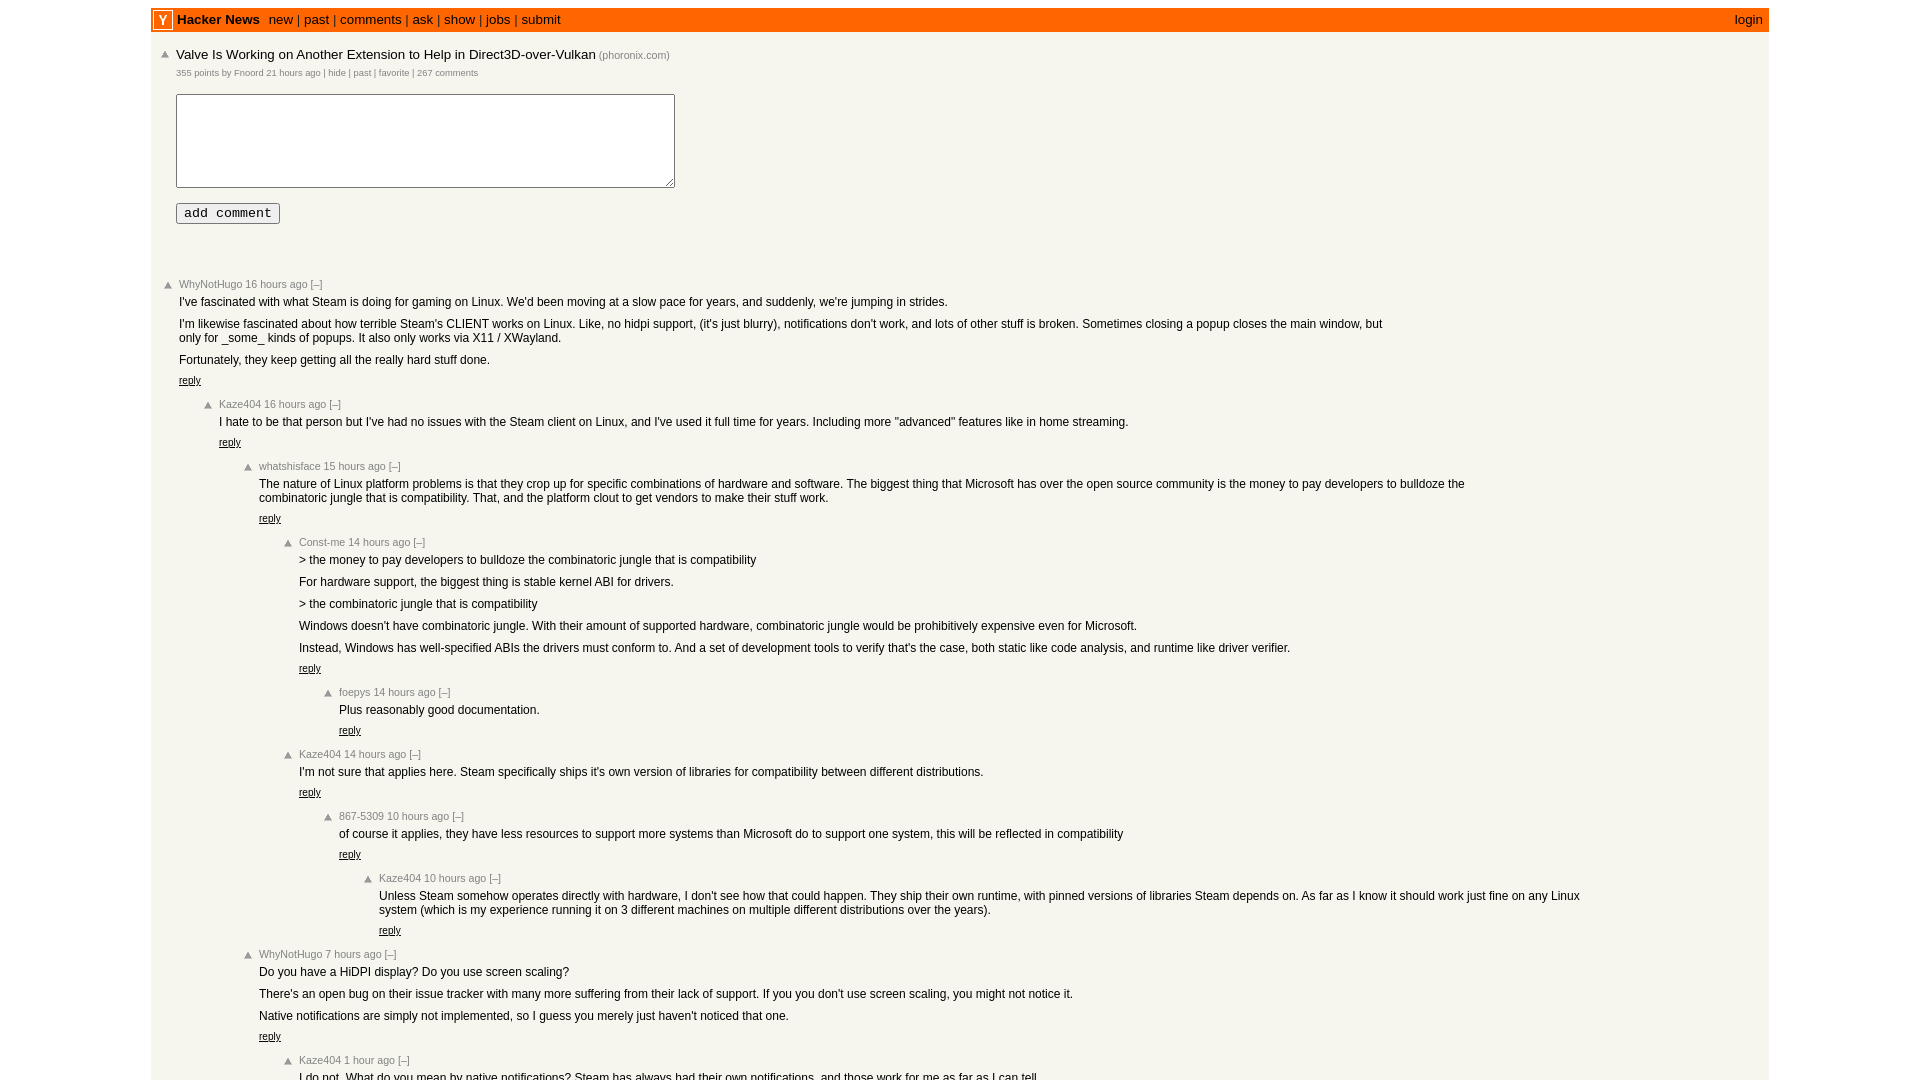 Y Hacker News new | past | comments | ask | show | jobs | submit login
Valve Is Working on Another Extension to Help in Direct3D-over-Vulkan (phoronix.com)
355 points by Fnoord 21 hours ago | hide | past | favorite | 267 comments
add comment
WhyNotHugo 16 hours ago [–]
I've fascinated with what Steam is doing for gaming on Linux. We'd been moving at a slow pace for years, and suddenly, we're jumping in strides.
I'm likewise fascinated about how terrible Steam's CLIENT works on Linux. Like, no hidpi support, (it's just blurry), notifications don't work, and lots of other stuff is broken. Sometimes closing a popup closes the main window, but
only for _some_ kinds of popups. It also only works via X11 / XWayland.
Fortunately, they keep getting all the really hard stuff done.
reply
Kaze404 16 hours ago [–]
I hate to be that person but I've had no issues with the Steam client on Linux, and I've used it full time for years. Including more "advanced" features like in home streaming.
reply
whatshisface 15 hours ago [–]
The nature of Linux platform problems is that they crop up for specific combinations of hardware and software. The biggest thing that Microsoft has over the open source community is the money to pay developers to bulldoze the
combinatoric jungle that is compatibility. That, and the platform clout to get vendors to make their stuff work.
reply
Const-me 14 hours ago [–]
> the money to pay developers to bulldoze the combinatoric jungle that is compatibility
For hardware support, the biggest thing is stable kernel ABI for drivers.
> the combinatoric jungle that is compatibility
Windows doesn't have combinatoric jungle. With their amount of supported hardware, combinatoric jungle would be prohibitively expensive even for Microsoft.
Instead, Windows has well-specified ABIs the drivers must conform to. And a set of development tools to verify that's the case, both static like code analysis, and runtime like driver verifier.
reply
foepys 14 hours ago [–]
Plus reasonably good documentation.
reply
Kaze404 14 hours ago [–]
I'm not sure that applies here. Steam specifically ships it's own version of libraries for compatibility between different distributions.
reply
867-5309 10 hours ago [–]
of course it applies, they have less resources to support more systems than Microsoft do to support one system, this will be reflected in compatibility
reply
Kaze404 10 hours ago [–]
Unless Steam somehow operates directly with hardware, I don't see how that could happen. They ship their own runtime, with pinned versions of libraries Steam depends on. As far as I know it should work just fine on any Linux
system (which is my experience running it on 3 different machines on multiple different distributions over the years).
reply
WhyNotHugo 7 hours ago [–]
Do you have a HiDPI display? Do you use screen scaling?
There's an open bug on their issue tracker with many more suffering from their lack of support. If you you don't use screen scaling, you might not notice it.
Native notifications are simply not implemented, so I guess you merely just haven't noticed that one.
reply
Kaze404 1 hour ago [–]
I do not. What do you mean by native notifications? Steam has always had their own notifications, and those work for me as far as I can tell.